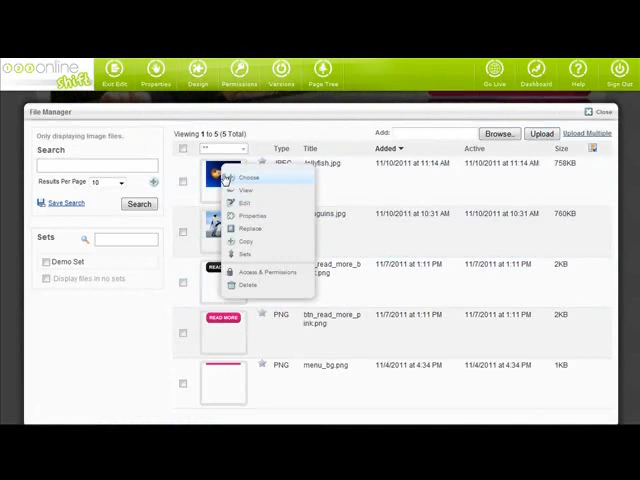 123online
shift
Exit Edit
Properties
Design
Permissions
Versions
Page Tree
Go Live
Dashboard
Help
Sign Out
File Manager
Close
Only displaying image files.
Search
Results Per Page 10
Save Search
Search
Sets
Demo Set
Display files in no sets.
Viewing 1 to 5 (5 Total)
Add:
Browse..
Upload
Upload Multiple
**
Type
Title
Added
Active
Size
JPEG
Jellyfish.jpg
11/10/2011 at 11:14 AM
11/10/2011 at 11:14 AM
758KB
guins.jpg
11/10/2011 at 10:31 AM
11/10/2011 at 10:31 AM
760KB
READ
_read_more_b
k.png
11/7/2011 at 1:11 PM
11/7/2011 at 1:11 PM
2KB
READ MORE
PNG
btn_read_more_p
ink.png
11/7/2011 at 1:11 PM
11/7/2011 at 1:11 PM
2KB
PNG
menu_bg.png
11/4/2011 at 4:34 PM
11/4/2011 at 4:34 PM
1KB
Choose
View
Edit
Properties
Replace
Copy
Sets
Access & Permissions
Delete